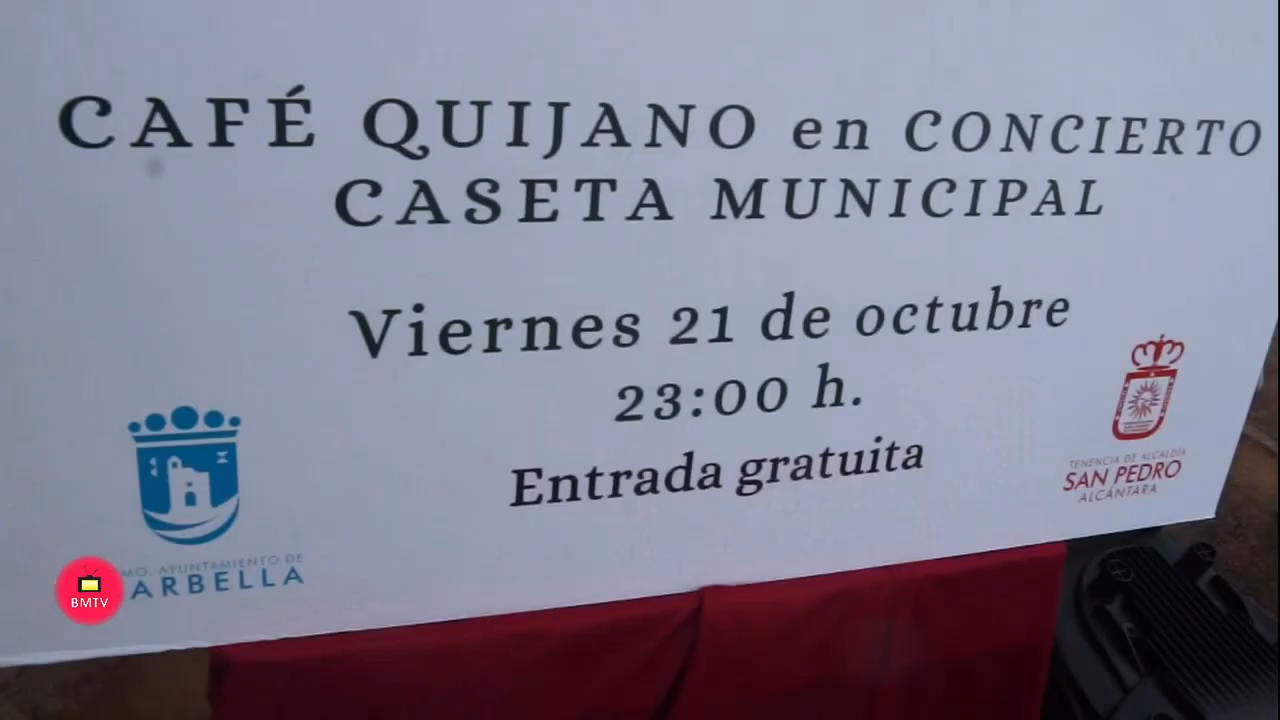 CAFÉ QUIJANO en CONCIERTO
CASETA MUNICIPAL
Viernes 21 de octubre
23:00 h.
Entrada gratuita
TENENCIA DE ALCALDÍA
SAN PEDRO
ALCÁNTARA
MO. AYUNTAMIENTO DE
ARBELLA
BMTV